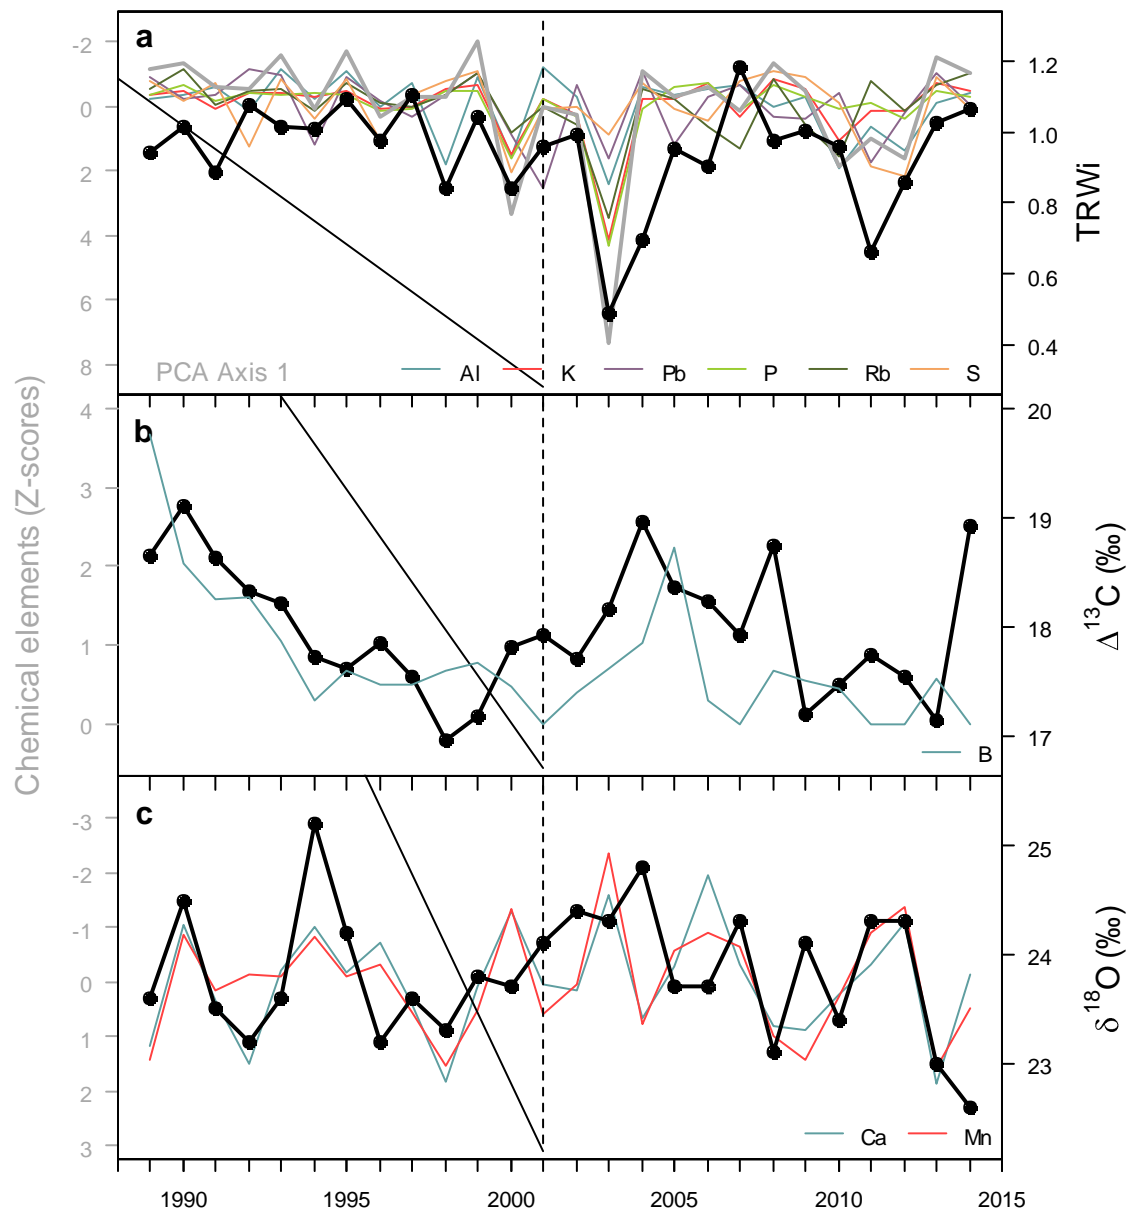 a
-2
0
2
4
6
8
1.2
1.0
0.8
0.6
0.4
TRWi
PCA Axis 1
Al
K
Pb
P
Rb
S
Chemical elements (Z-scores)
b
4
3
2
1
0
20
19
18
17
Δ13C (‰)
B
c
-3
-2
-1
0
1
2
3
25
24
23
δ18O (‰)
Ca
Mn
1990
1995
2000
2005
2010
2015